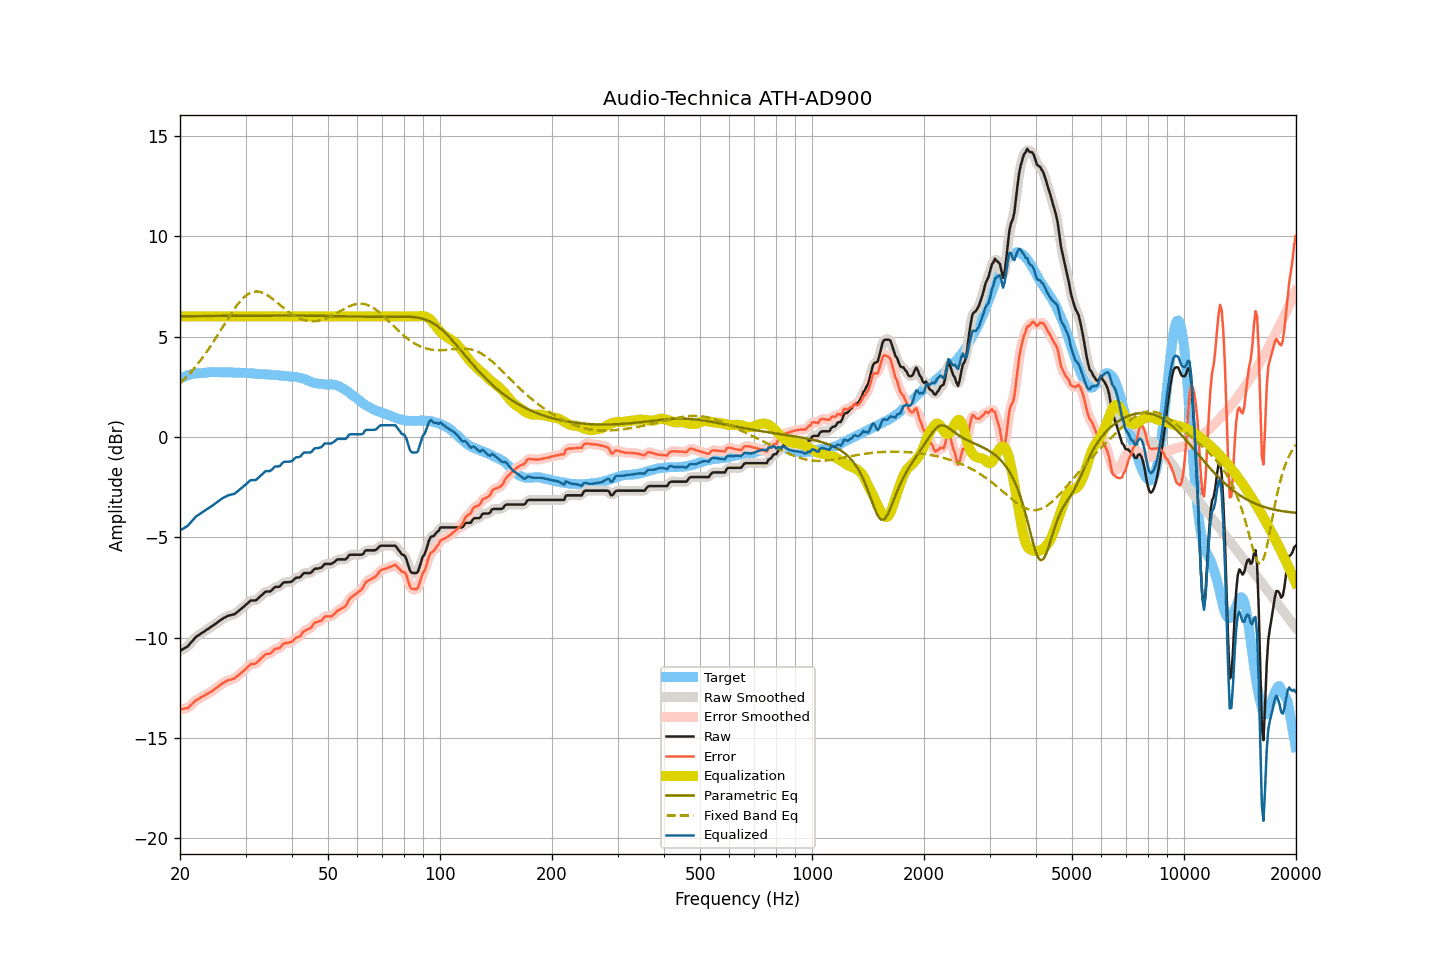 Audio-Technica ATH-AD900
15
10
5
0
−5
−10
−15
−20
Amplitude (dBr)
Target
Raw Smoothed
Error Smoothed
Raw
Error
Equalization
Parametric Eq
Fixed Band Eq
Equalized
20 50 100 200 500 1000 2000 5000 10000 20000
Frequency (Hz)